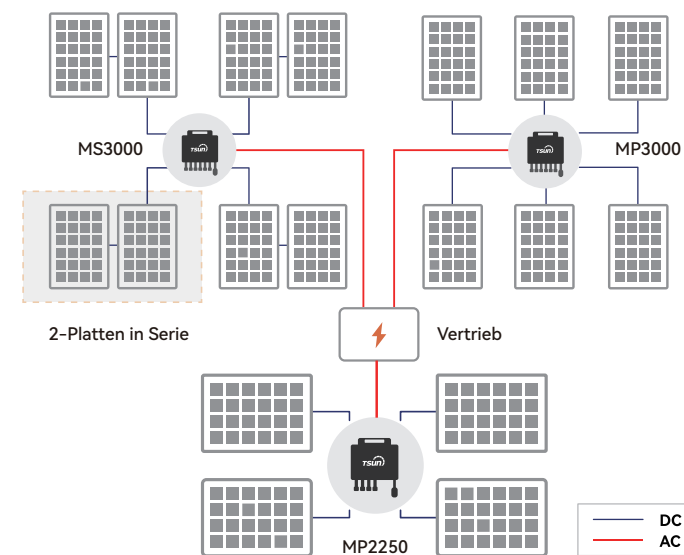 TSUN
MS3000
TSUN
MP3000
2-Platten in Serie
Vertrieb
TSUN
MP2250
DC
AC